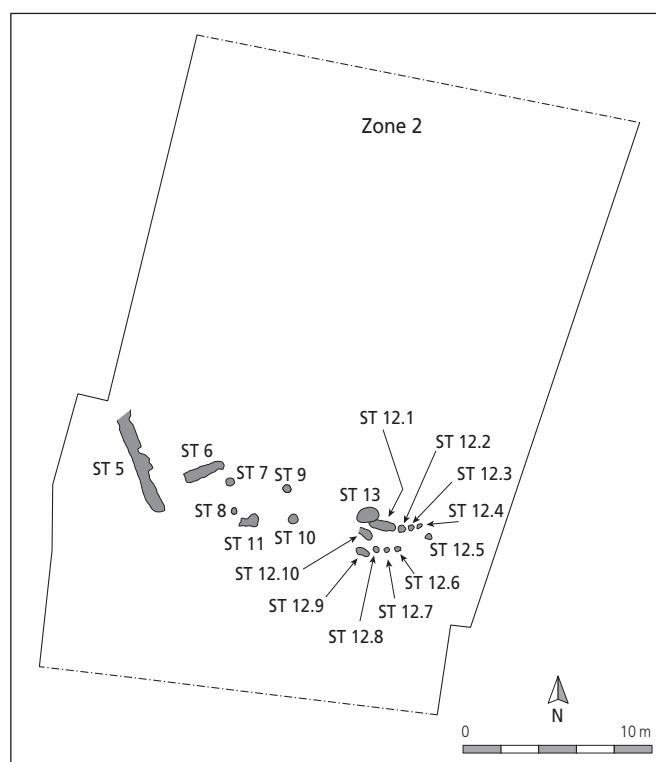 Zone 2
ST 12.1
ST 12.2
ST 6
ST 5
ST 7
ST 9
ST 12.3
ST 13
ST 12.4
ST 8
ST 11
ST 10
ST 12.5
ST 12.10
ST 12.6
ST 12.9
ST 12.7
ST 12.8
N
0
10 m